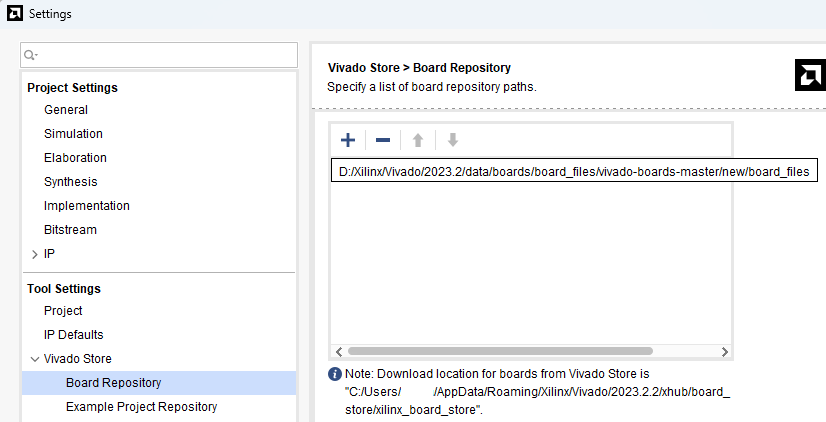 Settings
Project Settings
General
Simulation
Elaboration
Synthesis
Implementation
Bitstream
IP
Tool Settings
Project
IP Defaults
Vivado Store
Board Repository
Example Project Repository
Vivado Store > Board Repository
Specify a list of board repository paths.
D:/Xilinx/Vivado/2023.2/data/boards/board_files/vivado-boards-master/new/board_files
Note: Download location for boards from Vivado Store is
"C:/Users/ /AppData/Roaming/Xilinx/Vivado/2023.2.2/xhub/board_
store/xilinx_board_store".